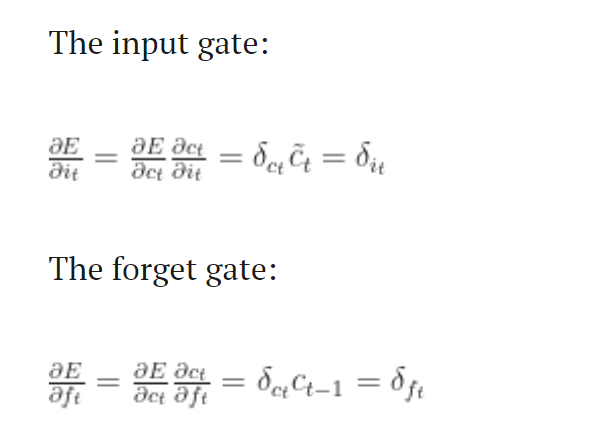 The input gate:
∂E/∂i_t = ∂E/∂c_t ∂c_t/∂i_t = δ_{c_t} c̃_t = δ_{i_t}
The forget gate:
∂E/∂f_t = ∂E/∂c_t ∂c_t/∂f_t = δ_{c_t} c_{t−1} = δ_{f_t}